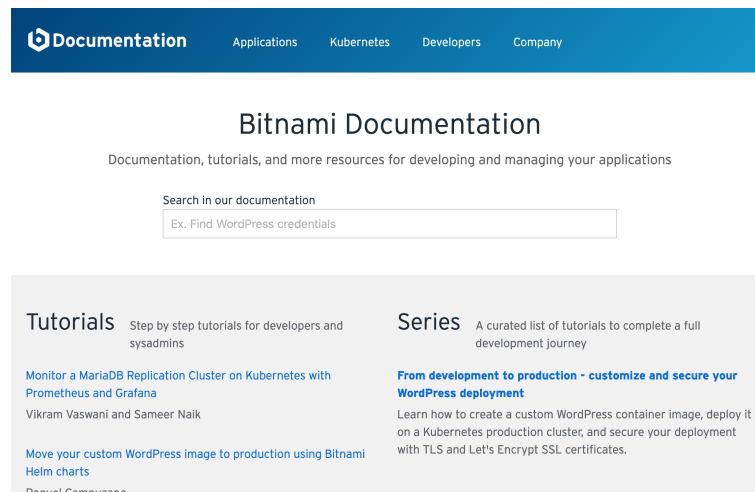 Documentation Applications Kubernetes Developers Company
Bitnami Documentation
Documentation, tutorials, and more resources for developing and managing your applications
Search in our documentation
Ex. Find WordPress credentials
Tutorials Step by step tutorials for developers and
sysadmins
Monitor a MariaDB Replication Cluster on Kubernetes with
Prometheus and Grafana
Vikram Vaswani and Sameer Naik
Move your custom WordPress image to production using Bitnami
Helm charts
Raquel Campuzano
Series A curated list of tutorials to complete a full
development journey
From development to production - customize and secure your
WordPress deployment
Learn how to create a custom WordPress container image, deploy it
on a Kubernetes production cluster, and secure your deployment
with TLS and Let's Encrypt SSL certificates.